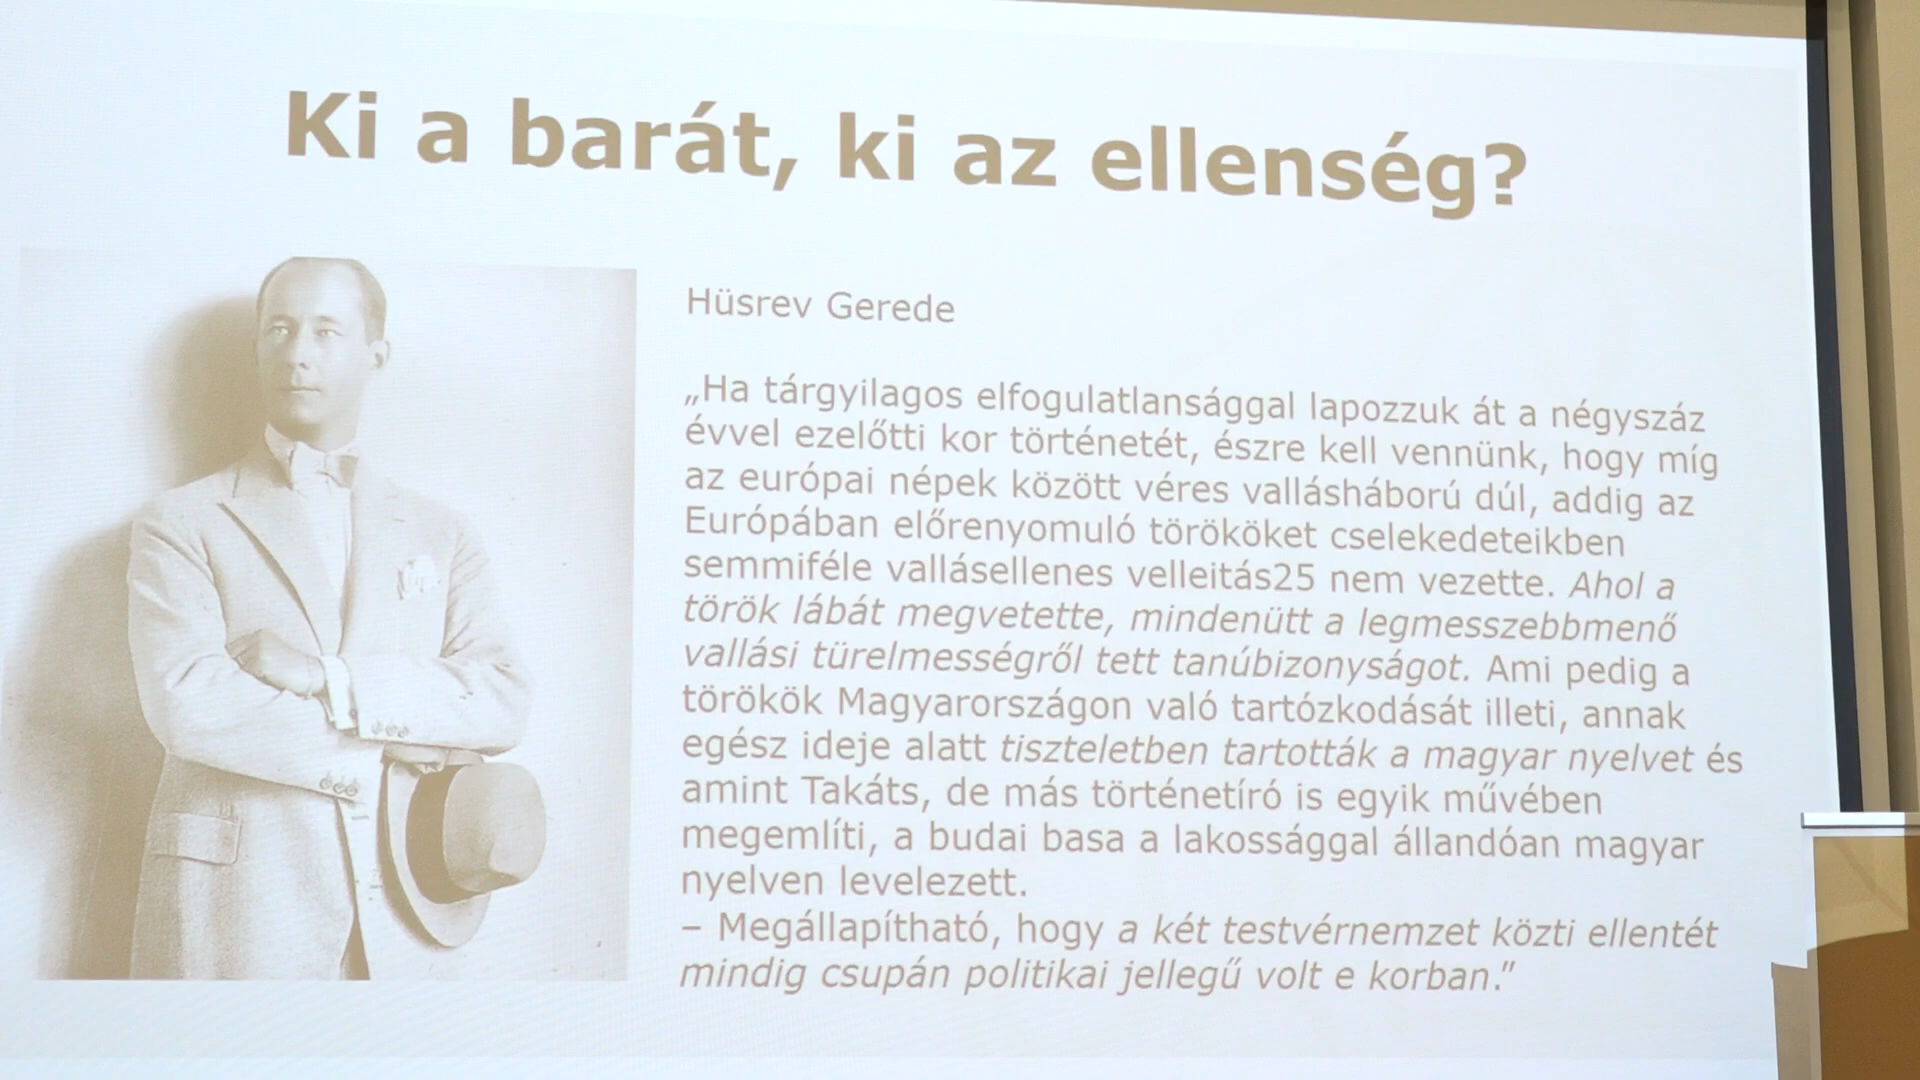 Ki a barát, ki az ellenség?
Hüsrev Gerede
„Ha tárgyilagos elfogulatlansággal lapozzuk át a négyszáz
évvel ezelőtti kor történetét, észre kell vennünk, hogy míg
az európai népek között véres vallásháború dúl, addig az
Európában előrenyomuló törököket cselekedeteikben
semmiféle vallásellenes velleitás25 nem vezette. Ahol a
török lábát megvetette, mindenütt a legmesszebbmenő
vallási türelmességről tett tanúbizonyságot. Ami pedig a
törökök Magyarországon való tartózkodását illeti, annak
egész ideje alatt tiszteletben tartották a magyar nyelvet és
amint Takáts, de más történetíró is egyik művében
megemlíti, a budai basa a lakossággal állandóan magyar
nyelven levelezett.
– Megállapítható, hogy a két testvérnemzet közti ellentét
mindig csupán politikai jellegű volt e korban.”